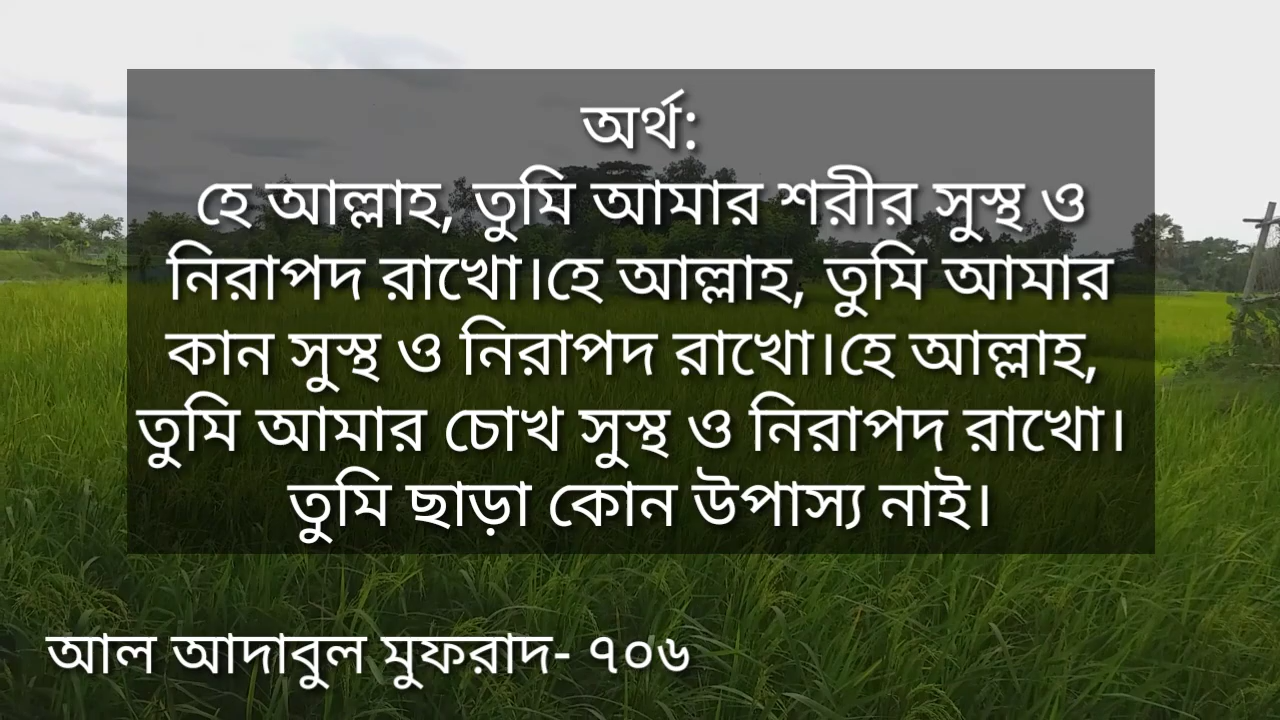 অর্থ:
হে আল্লাহ, তুমি আমার শরীর সুস্থ ও
নিরাপদ রাখো।হে আল্লাহ, তুমি আমার
কান সুস্থ ও নিরাপদ রাখো।হে আল্লাহ,
তুমি আমার চোখ সুস্থ ও নিরাপদ রাখো।
তুমি ছাড়া কোন উপাস্য নাই।
আল আদাবুল মুফরাদ- ৭০৬